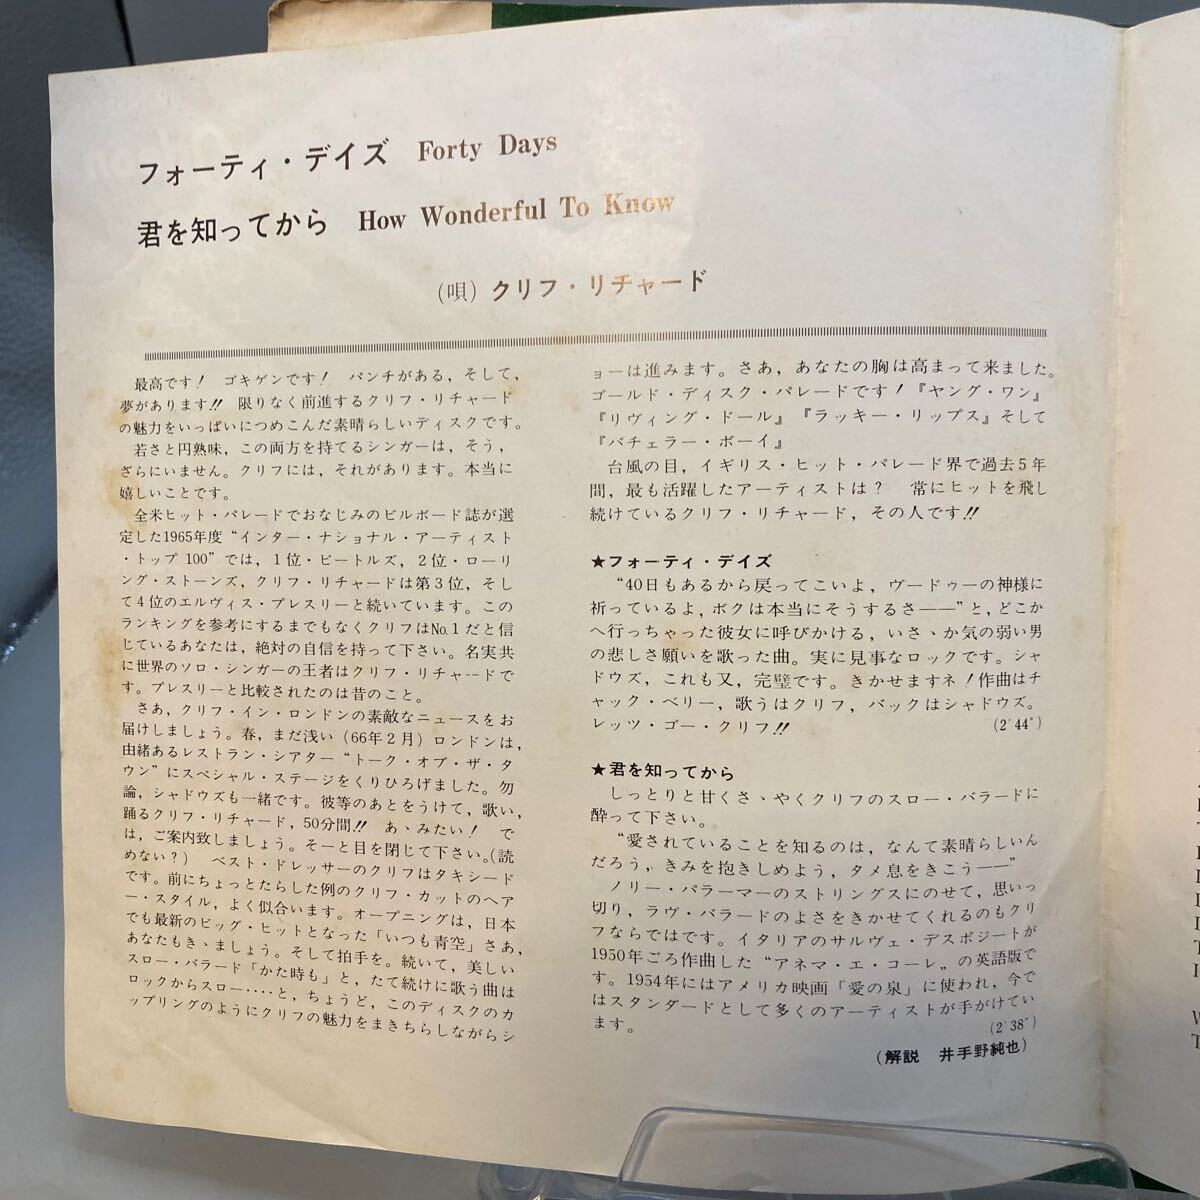 フォーティ・デイズ Forty Days
君を知ってから How Wonderful To Know
(唄) クリフ・リチャード
最高です! ゴキゲンです! パンチがある，そして，
夢があります!! 限りなく前進するクリフ・リチャード
の魅力をいっぱいにつめこんだ素晴らしいディスクです。
若さと円熟味，この両方を持てるシンガーは，そう，
ざらにいません。クリフには，それがあります。本当に
嬉しいことです。
全米ヒット・パレードでおなじみのビルボード誌が選
定した1965年度“インター・ナショナル・アーティスト
・トップ 100”では，1位・ビートルズ，2位・ローリ
ング・ストーンズ，クリフ・リチャードは第3位，そし
て4位のエルヴィス・プレスリーと続いています。この
ランキングを参考にするまでもなくクリフはNo.1だと信
じているあなたは，絶対の自信を持って下さい。名実共
に世界のソロ・シンガーの王者はクリフ・リチャードで
す。プレスリーと比較されたのは昔のこと。
さあ，クリフ・イン・ロンドンの素敵なニュースをお
届けしましょう。春，まだ浅い(66年2月)ロンドンは，
由緒あるレストラン・シアター“トーク・オブ・ザ・タ
ウン”にスペシャル・ステージをくりひろげました。勿
論，シャドウズも一緒です。彼等のあとをうけて，歌い，
踊るクリフ・リチャード，50分間!! あゝみたい! で
は，ご案内致しましょう。そーと目を閉じて下さい。(読
めない?) ベスト・ドレッサーのクリフはタキシード
です。前にちょっとたらした例のクリフ・カットのヘア
ー・スタイル，よく似合います。オープニングは，日本
でも最新のビッグ・ヒットとなった「いつも青空」さあ，
あなたもきゝましょう。そして拍手を。続いて，美しい
スロー・バラード「かた時も」と，たて続けに歌う曲は
ロックからスロー‥‥と，ちょうど，このディスクのカ
ップリングのようにクリフの魅力をまきちらしながらシ
ョーは進みます。さあ，あなたの胸は高まって来ました。
ゴールド・ディスク・パレードです!『ヤング・ワン』
『リヴィング・ドール』『ラッキー・リップス』そして
『バチェラー・ボーイ』
台風の目，イギリス・ヒット・パレード界で過去5年
間，最も活躍したアーティストは? 常にヒットを飛し
続けているクリフ・リチャード，その人です!!
★フォーティ・デイズ
“40日もあるから戻ってこいよ，ヴードゥーの神様に
祈っているよ，ボクは本当にそうするさ――”と，どこか
へ行っちゃった彼女に呼びかける，いさゝか気の弱い男
の悲しさ願いを歌った曲。実に見事なロックです。シャ
ドウズ，これも又，完璧です。きかせますネ!作曲はチ
ャック・ベリー，歌うはクリフ，バックはシャドウズ。
レッツ・ゴー・クリフ!! (2′44″)
★君を知ってから
しっとりと甘くさゝやくクリフのスロー・バラードに
酔って下さい。
“愛されていることを知るのは，なんて素晴らしいん
だろう，きみを抱きしめよう，タメ息をきこう――”
ノリー・パラーマーのストリングスにのせて，思いっ
切り，ラヴ・バラードのよさをきかせてくれるのもクリ
フならではです。イタリアのサルヴェ・デスポジートが
1950年ごろ作曲した“アネマ・エ・コーレ〟の英語版で
す。1954年にはアメリカ映画「愛の泉」に使われ，今で
はスタンダードとして多くのアーティストが手がけてい
ます。 (2′38″)
(解説 井手野純也)